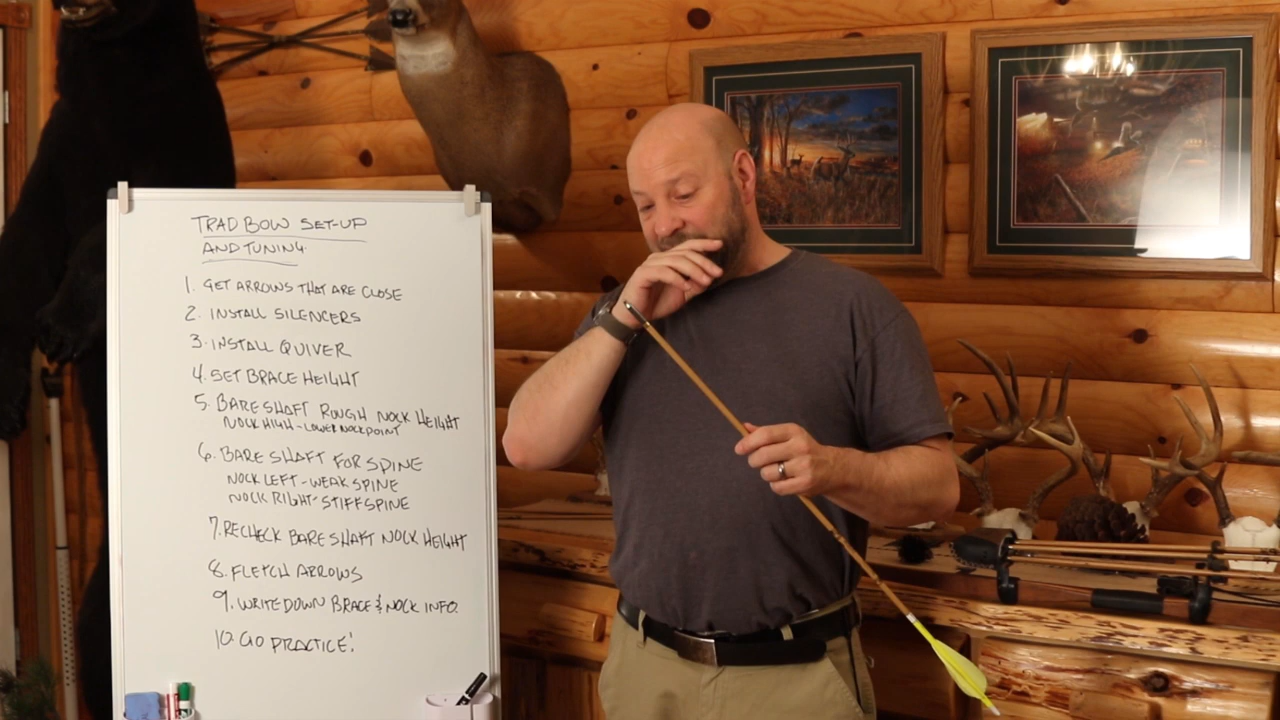 TRAD BOW SET-UP
AND TUNING
1. GET ARROWS THAT ARE CLOSE
2. INSTALL SILENCERS
3. INSTALL QUIVER
4. SET BRACE HEIGHT
5. BARESHAFT ROUGH NOCK HEIGHT
NOCK HIGH - LOWER NOCKPOINT
6. BARE SHAFT FOR SPINE
NOCK LEFT - WEAK SPINE
NOCK RIGHT - STIFF SPINE
7. RECHECK BARESHAFT NOCK HEIGHT
8. FLETCH ARROWS
9. WRITE DOWN BRACE & NOCK INFO.
10. GO PRACTICE!